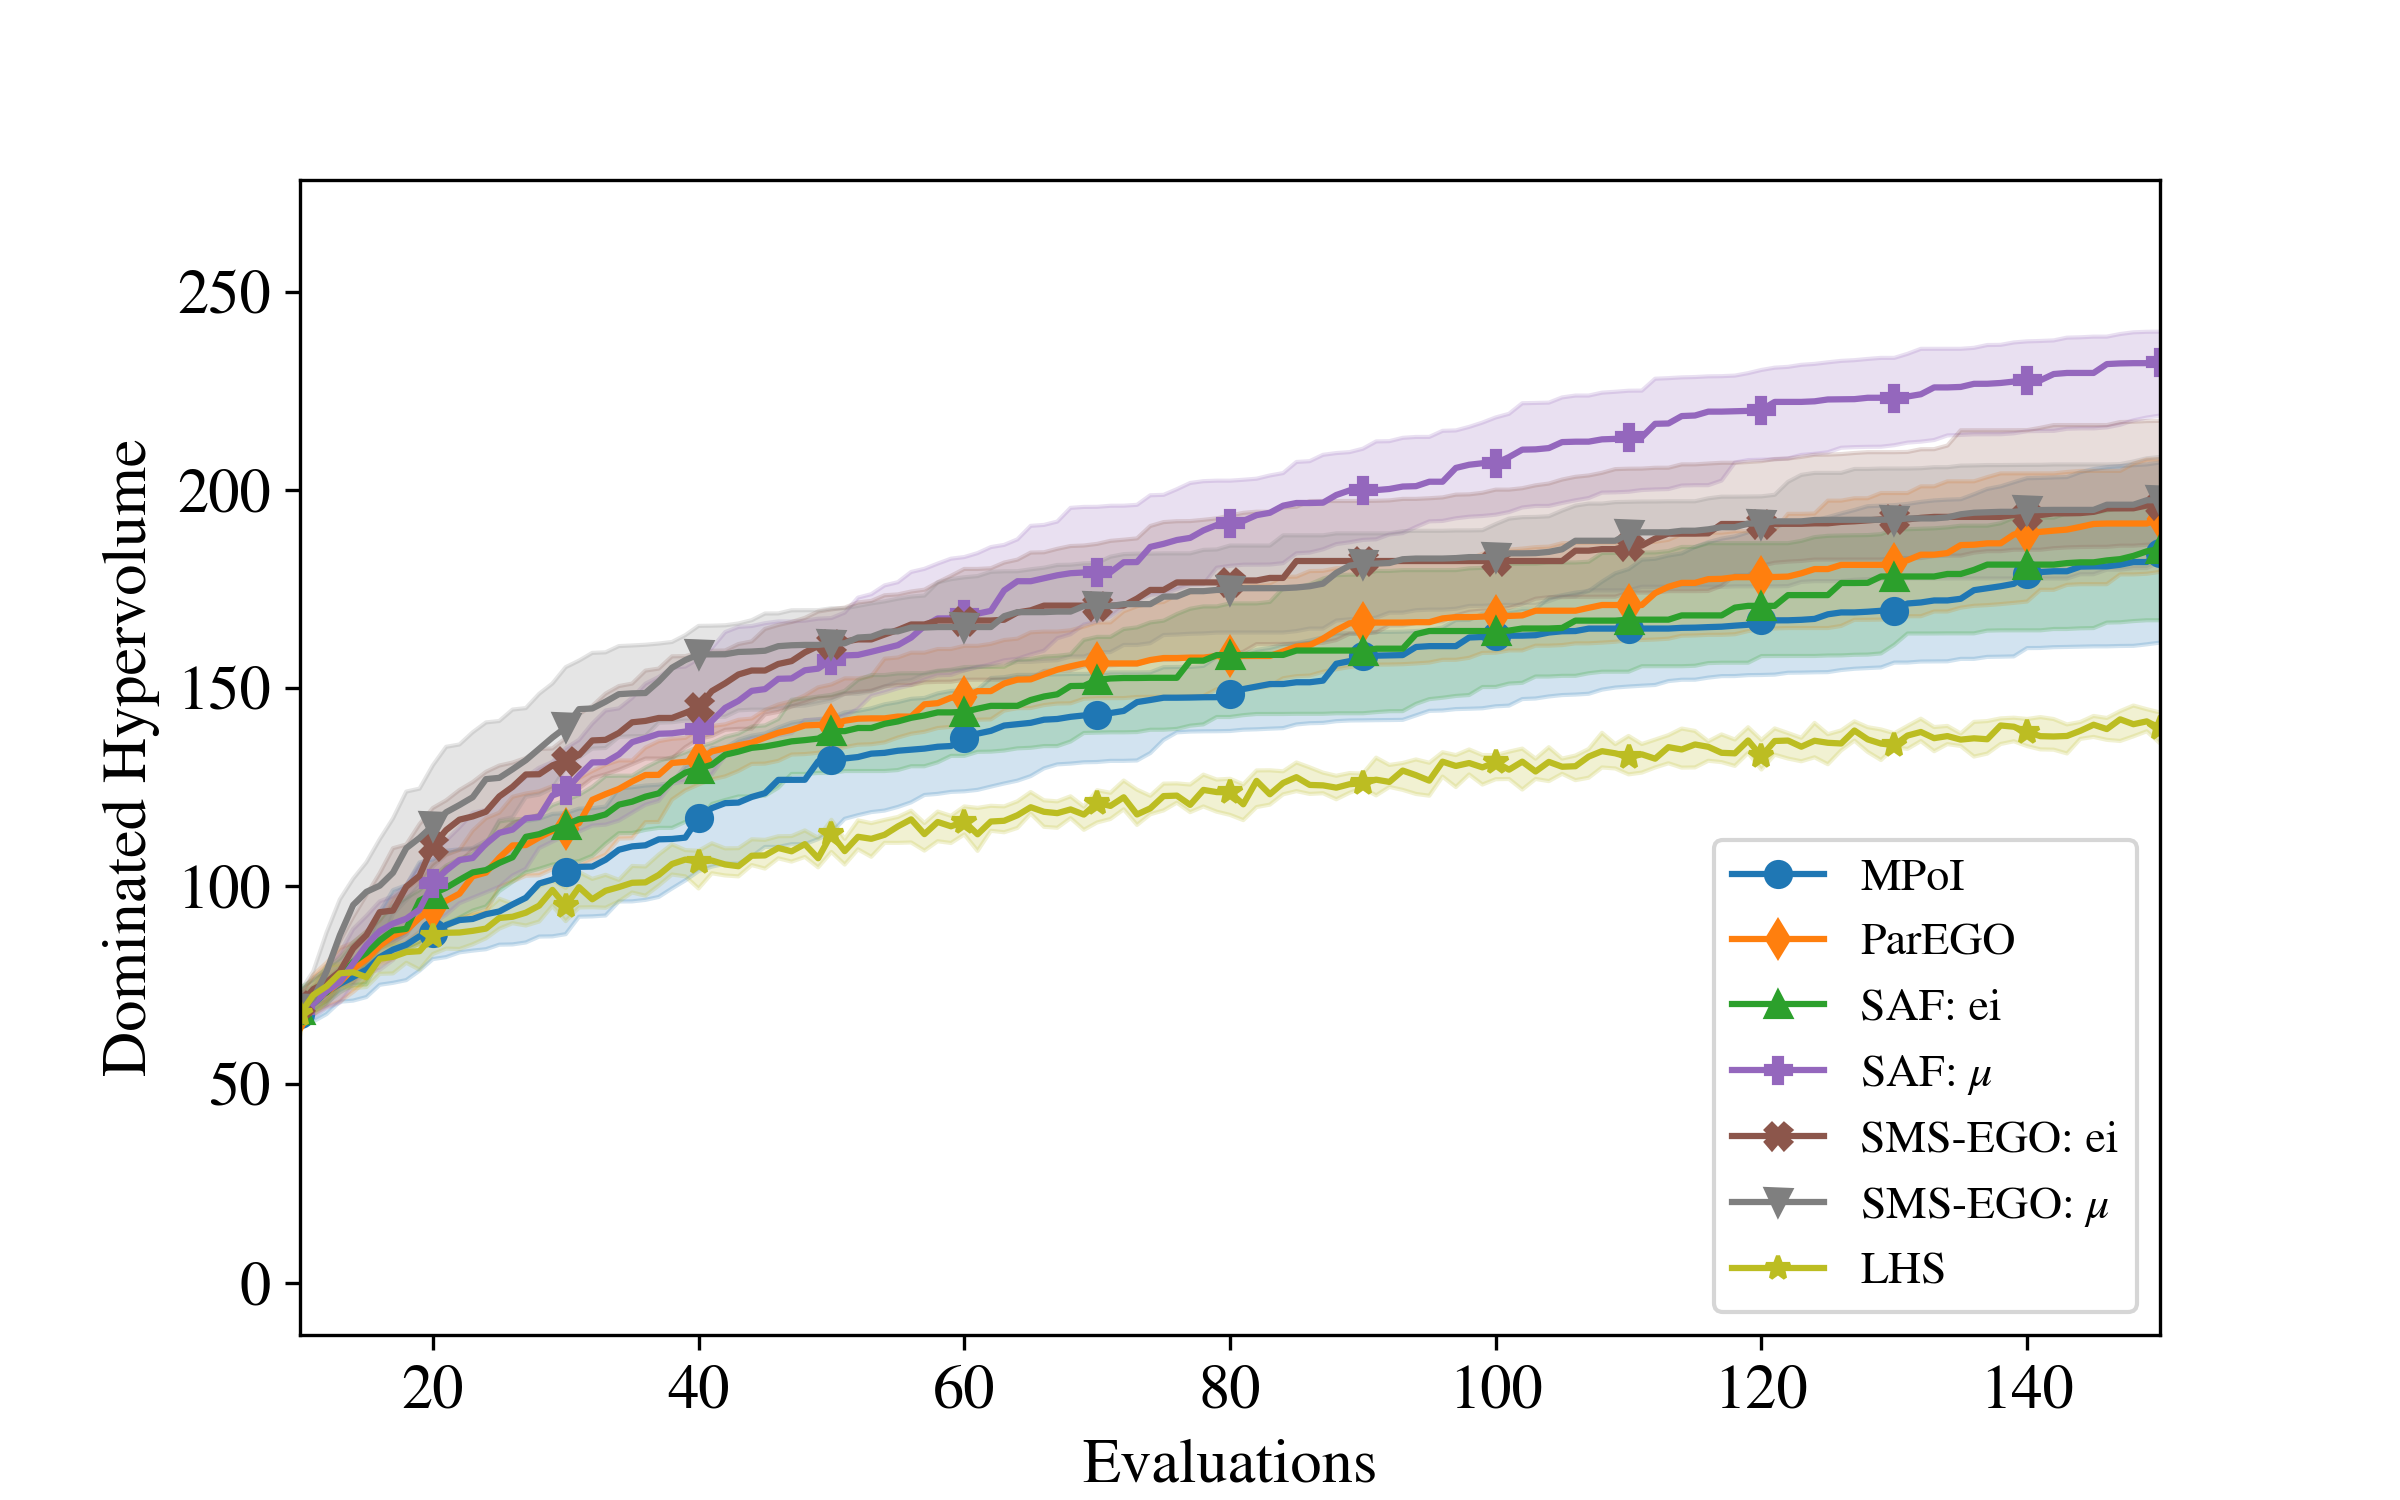 Dominated Hypervolume
250
200
150
100
50
0
20 40 60 80 100 120 140
Evaluations
MPoI
ParEGO
SAF: ei
SAF: μ
SMS-EGO: ei
SMS-EGO: μ
LHS